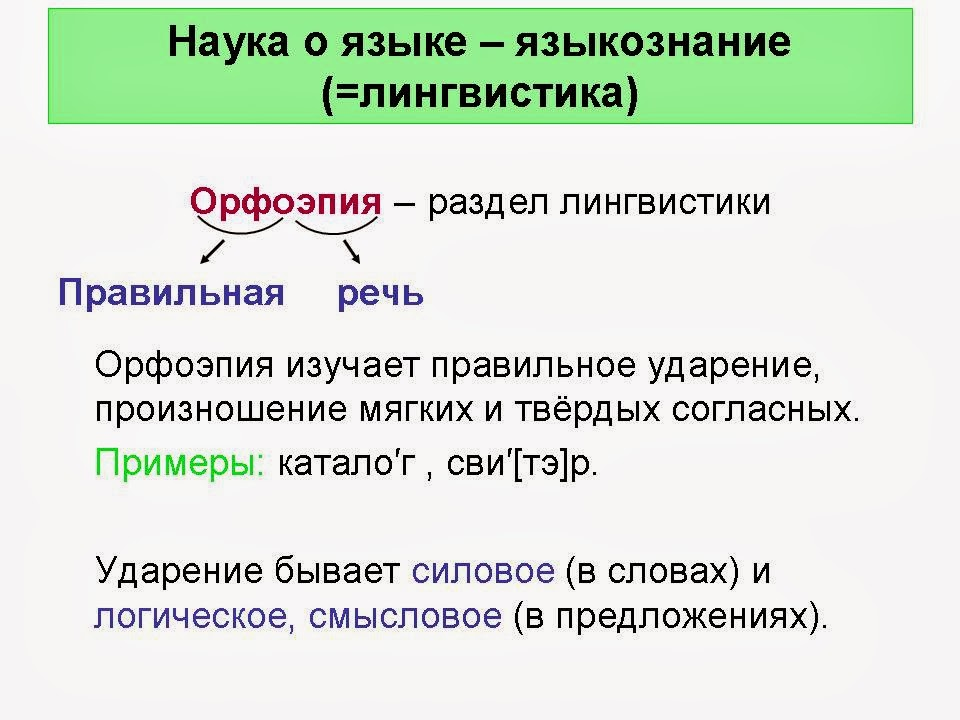 Наука о языке – языкознание
(=лингвистика)
Орфоэпия – раздел лингвистики
Правильная речь
Орфоэпия изучает правильное ударение,
произношение мягких и твёрдых согласных.
Примеры: катало′г , сви′[тэ]р.
Ударение бывает силовое (в словах) и
логическое, смысловое (в предложениях).